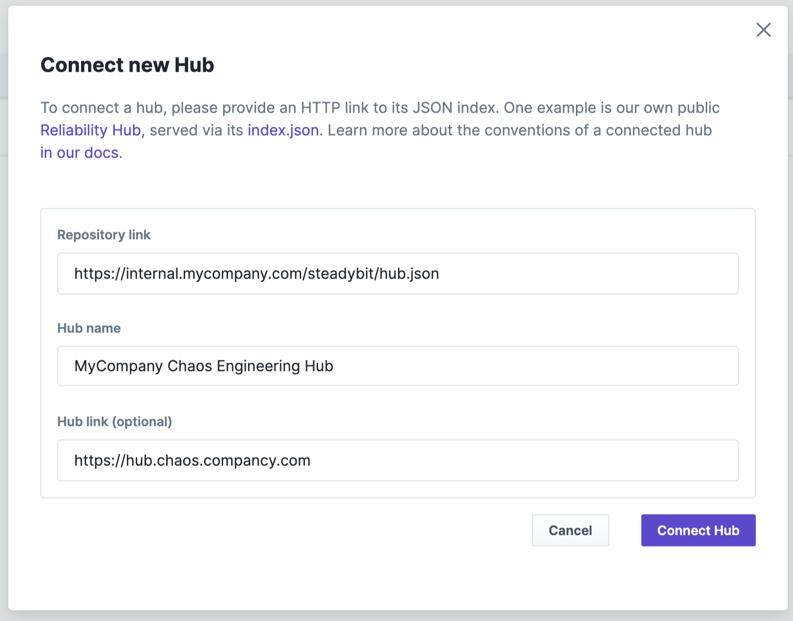 Connect new Hub
To connect a hub, please provide an HTTP link to its JSON index. One example is our own public
Reliability Hub, served via its index.json. Learn more about the conventions of a connected hub
in our docs.
Repository link
https://internal.mycompany.com/steadybit/hub.json
Hub name
MyCompany Chaos Engineering Hub
Hub link (optional)
https://hub.chaos.compancy.com
Cancel
Connect Hub